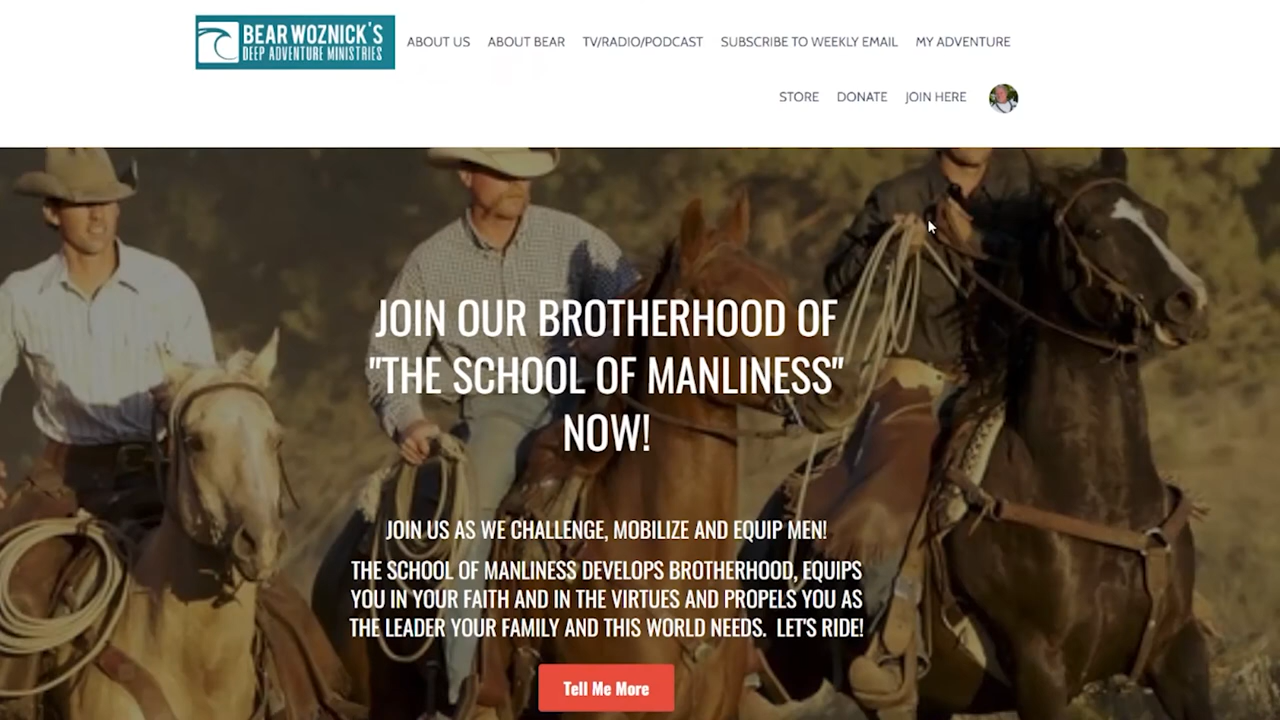 BEAR WOZNICK'S
DEEP ADVENTURE MINISTRIES
ABOUT US ABOUT BEAR TV/RADIO/PODCAST SUBSCRIBE TO WEEKLY EMAIL MY ADVENTURE
STORE DONATE JOIN HERE
JOIN OUR BROTHERHOOD OF
"THE SCHOOL OF MANLINESS"
NOW!
JOIN US AS WE CHALLENGE, MOBILIZE AND EQUIP MEN!
THE SCHOOL OF MANLINESS DEVELOPS BROTHERHOOD, EQUIPS
YOU IN YOUR FAITH AND IN THE VIRTUES AND PROPELS YOU AS
THE LEADER YOUR FAMILY AND THIS WORLD NEEDS. LET'S RIDE!
Tell Me More